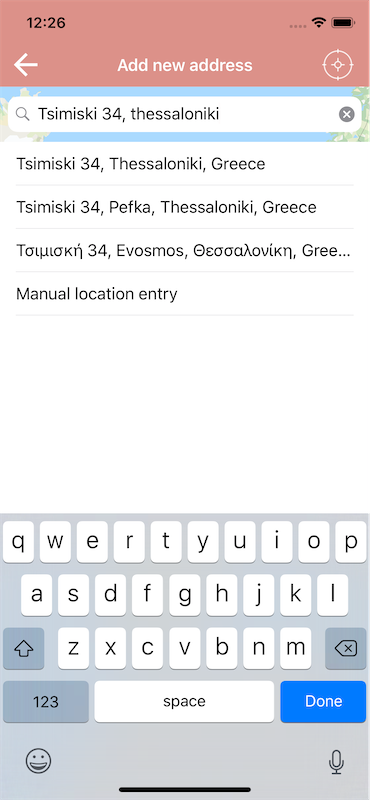 12:26
Add new address
Tsimiski 34, thessaloniki
Tsimiski 34, Thessaloniki, Greece
Tsimiski 34, Pefka, Thessaloniki, Greece
Τσιμισκή 34, Evosmos, Θεσσαλονίκη, Gree...
Manual location entry
q w e r t y u i o p
a s d f g h j k l
z x c v b n m
123 space Done